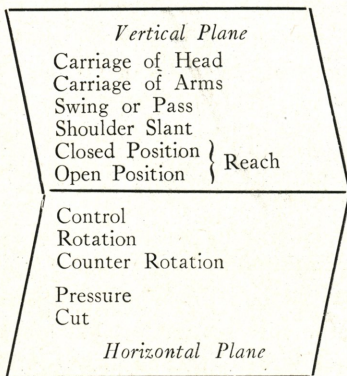 Vertical Plane
Carriage of Head
Carriage of Arms
Swing or Pass
Shoulder Slant
Closed Position
Open Position
Reach
Control
Rotation
Counter Rotation
Pressure
Cut
Horizontal Plane